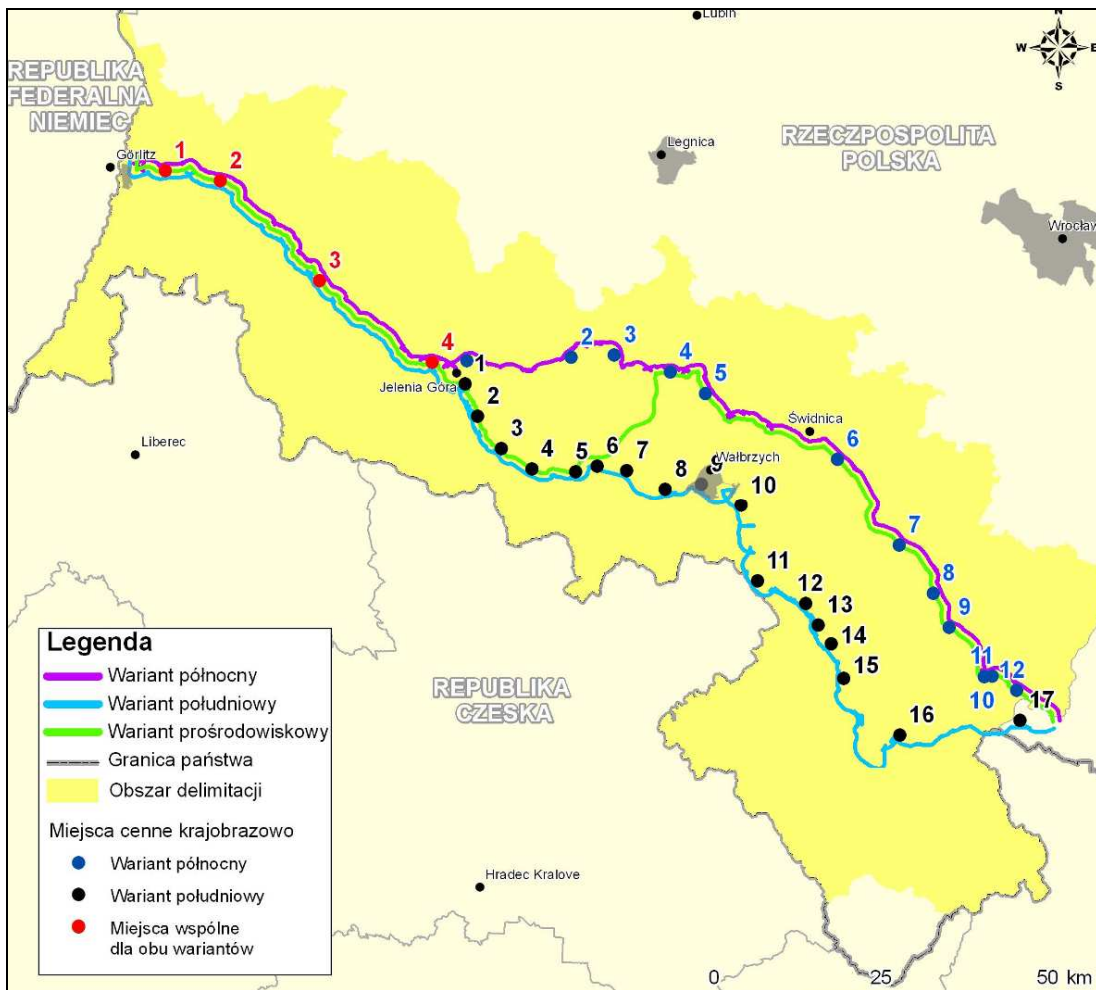 Lubin
N
W E
S
REPUBLIKA
FEDERALNA
NIEMIEC
Görlitz
1
2
Legnica
RZECZPOSPOLITA
POLSKA
Wrocław
3
4
1
2
3
4
5
Jelenia Góra
1
2
3
4
5
6
7
8
9
10
Świdnica
6
Liberec
Wałbrzych
7
8
9
11
12
13
14
15
16
11
12
10
17
REPUBLIKA
CZESKA
Hradec Kralove
Legenda
Wariant północny
Wariant południowy
Wariant prośrodowiskowy
Granica państwa
Obszar delimitacji
Miejsca cenne krajobrazowo
Wariant północny
Wariant południowy
Miejsca wspólne
dla obu wariantów
0 25 50 km